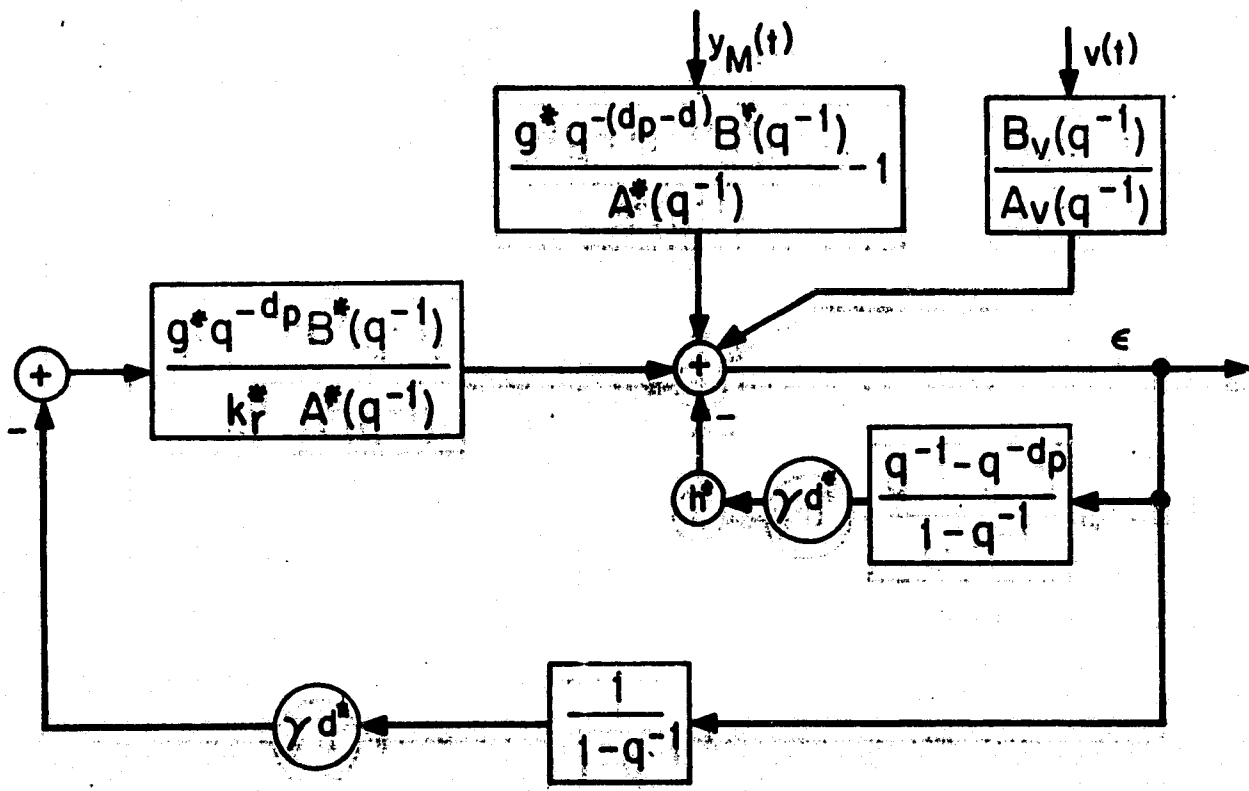 y_M(t)
v(t)
g* q^-(d_p-d) B^r(q^-1)
A*(q^-1)
-1
B_v(q^-1)
A_v(q^-1)
g* q^-d_p B*(q^-1)
k_r* A*(q^-1)
+
+
ϵ
-
-
h*
γd*
q^-1 - q^-d_p
1 - q^-1
γd*
1
1-q^-1